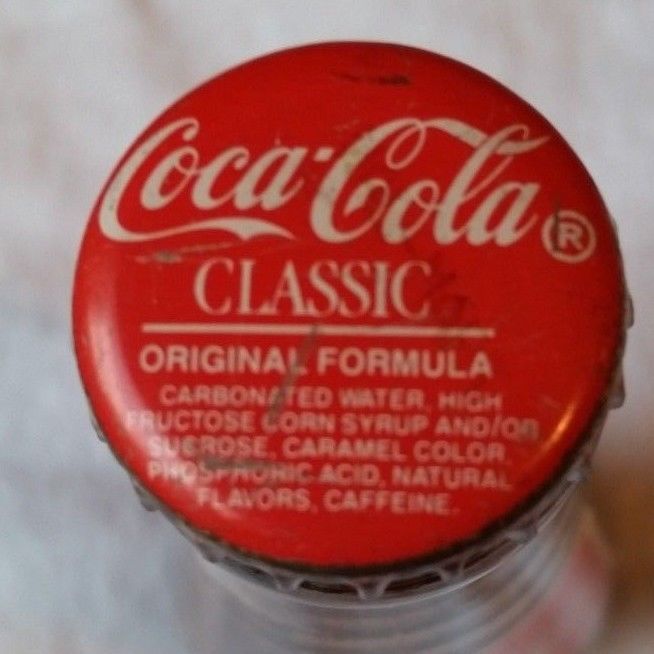 Coca-Cola ®
CLASSIC
ORIGINAL FORMULA
CARBONATED WATER, HIGH
FRUCTOSE CORN SYRUP AND/OR
SUCROSE, CARAMEL COLOR,
PHOSPHORIC ACID, NATURAL
FLAVORS, CAFFEINE.